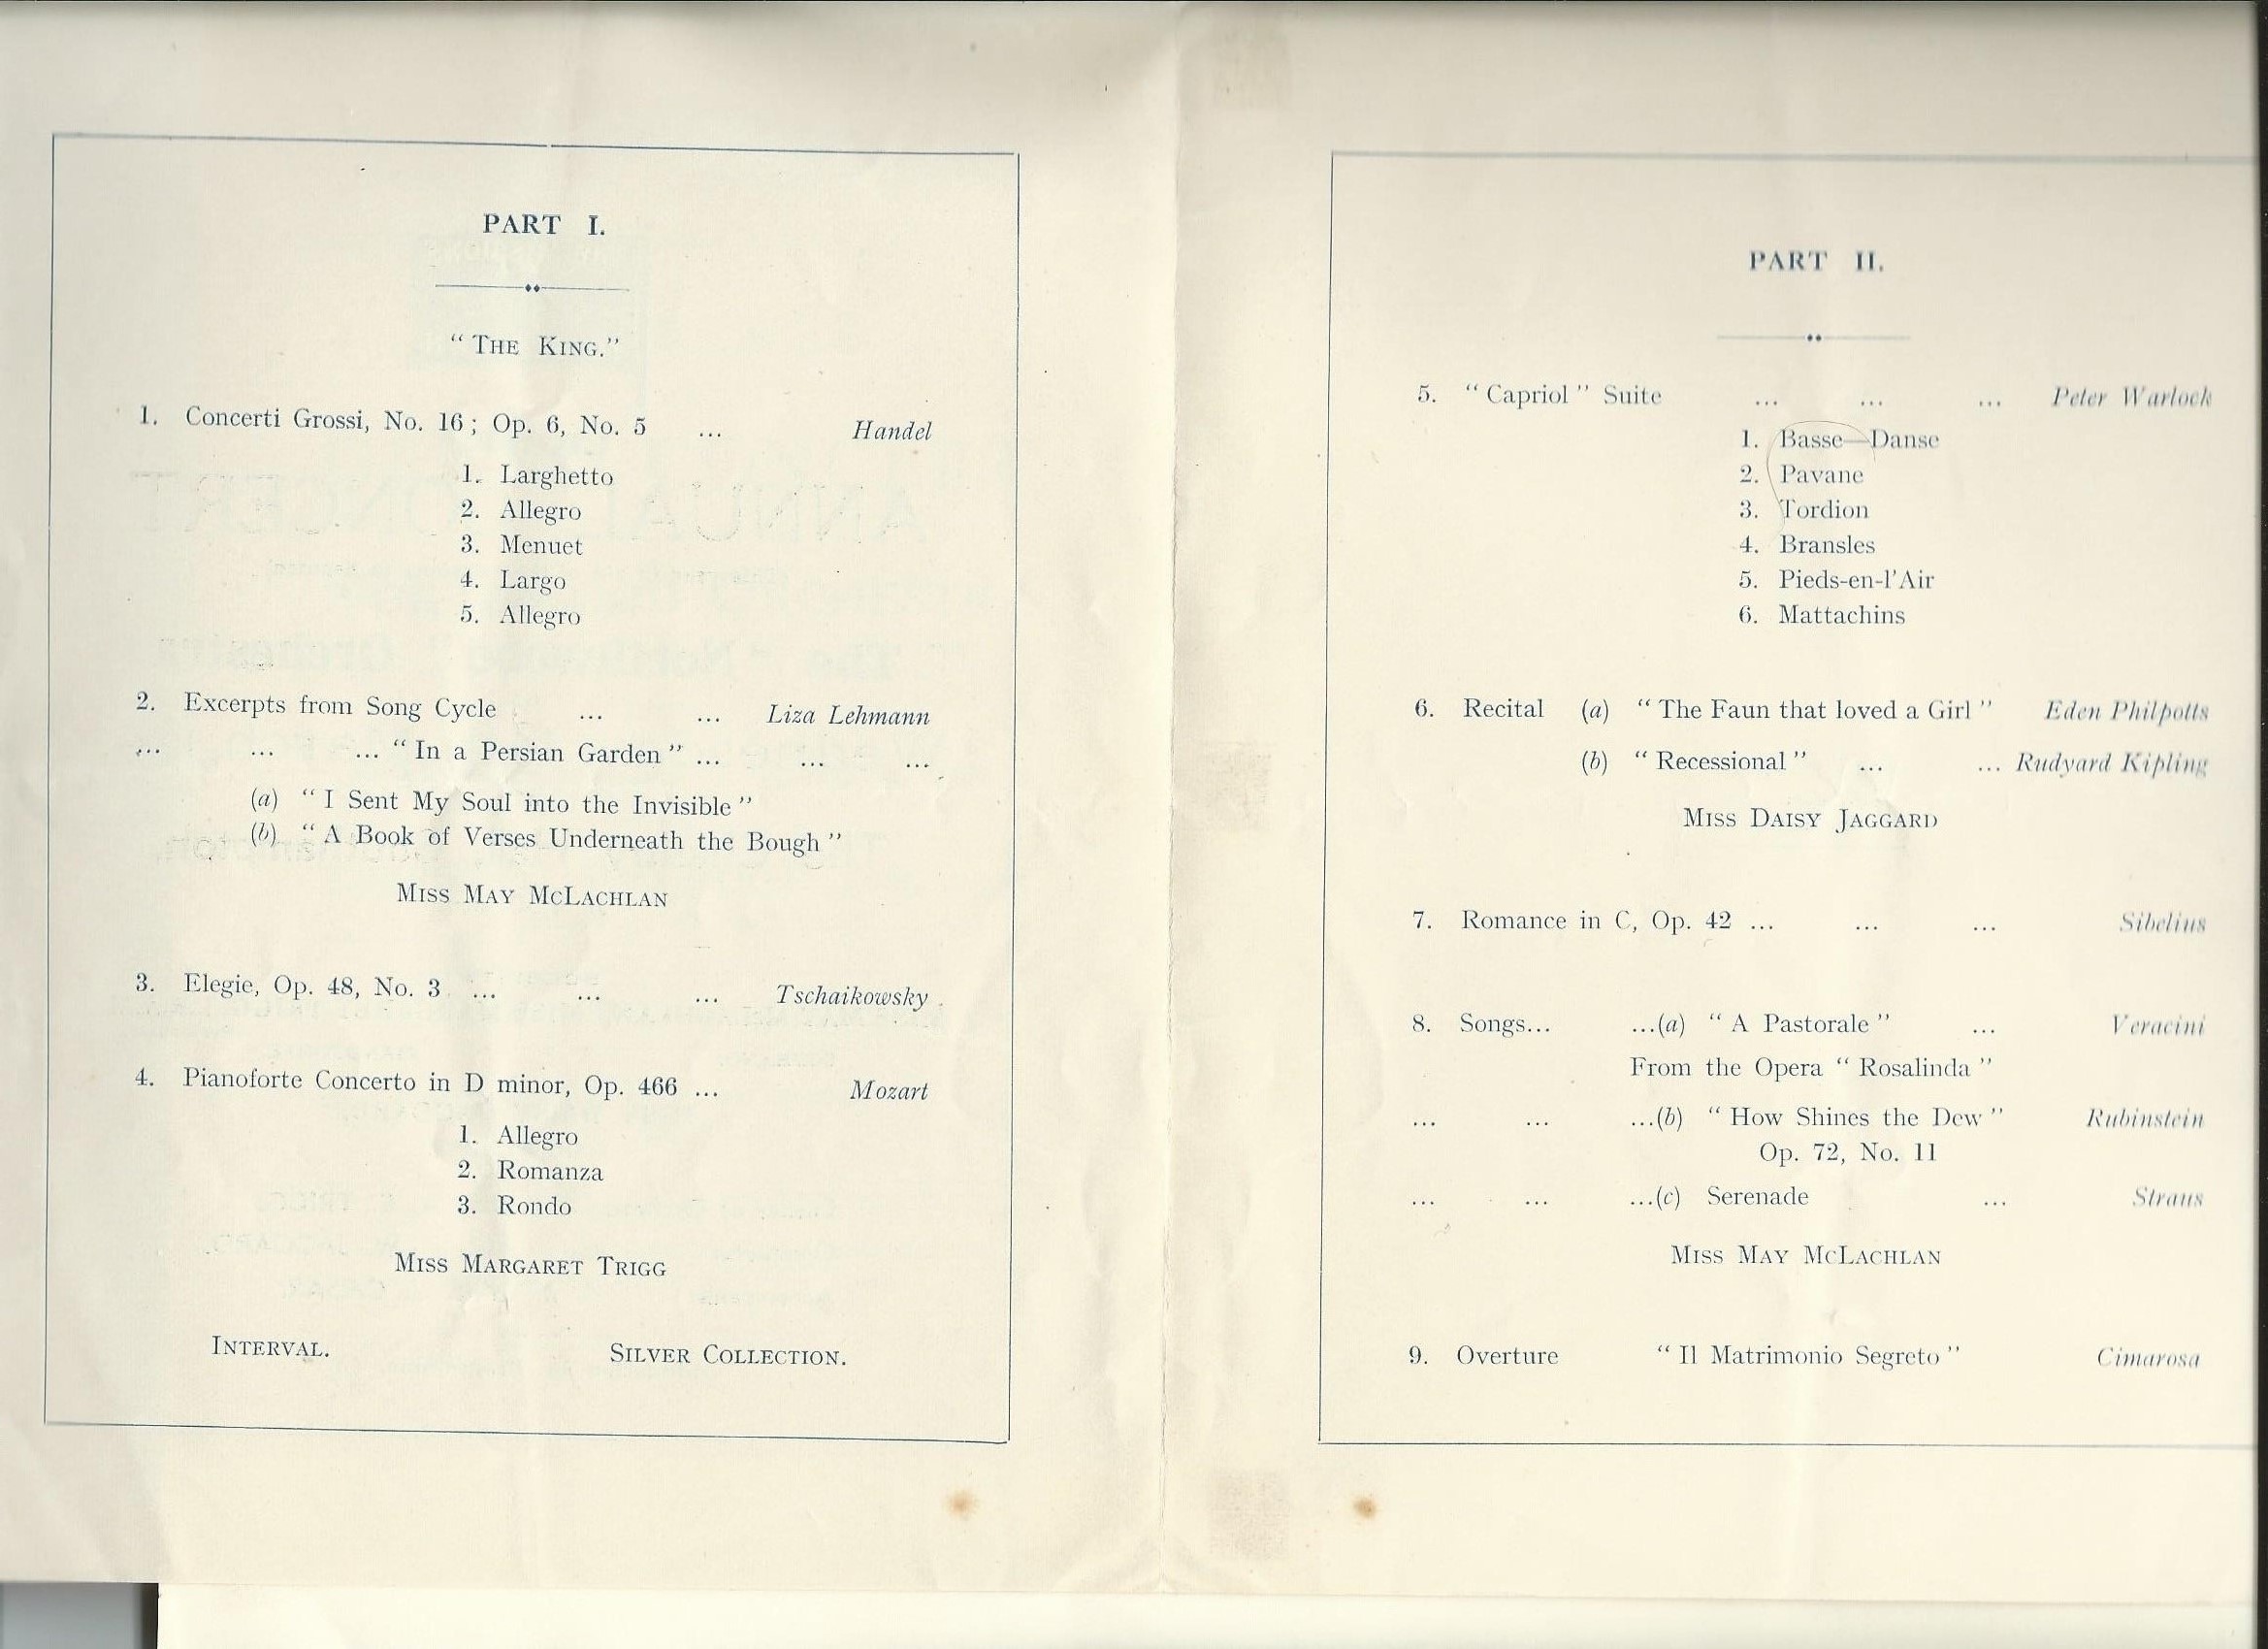 PART I.
“ THE KING.”
1. Concerti Grossi, No. 16 ; Op. 6, No. 5 ... Handel
1. Larghetto
2. Allegro
3. Menuet
4. Largo
5. Allegro
2. Excerpts from Song Cycle ... ... Liza Lehmann
... ... ... “ In a Persian Garden ” ... ... ...
(a) “ I Sent My Soul into the Invisible ”
(b) “ A Book of Verses Underneath the Bough ”
MISS MAY MCLACHLAN
3. Elegie, Op. 48, No. 3 ... ... ... Tschaikowsky
4. Pianoforte Concerto in D minor, Op. 466 ... Mozart
1. Allegro
2. Romanza
3. Rondo
MISS MARGARET TRIGG
INTERVAL. SILVER COLLECTION.
PART II.
5. “ Capriol ” Suite ... ... ... Peter Warlock
1. Basse—Danse
2. Pavane
3. Tordion
4. Bransles
5. Pieds-en-l’Air
6. Mattachins
6. Recital (a) “ The Faun that loved a Girl ” Eden Philpotts
(b) “ Recessional ” ... ... Rudyard Kipling
MISS DAISY JAGGARD
7. Romance in C, Op. 42 ... ... ... Sibelius
8. Songs... ...(a) “ A Pastorale ” ... Veracini
From the Opera “ Rosalinda ”
... ... ...(b) “ How Shines the Dew ” Rubinstein
Op. 72, No. 11
... ... ...(c) Serenade ... Straus
MISS MAY MCLACHLAN
9. Overture “ Il Matrimonio Segreto ” Cimarosa